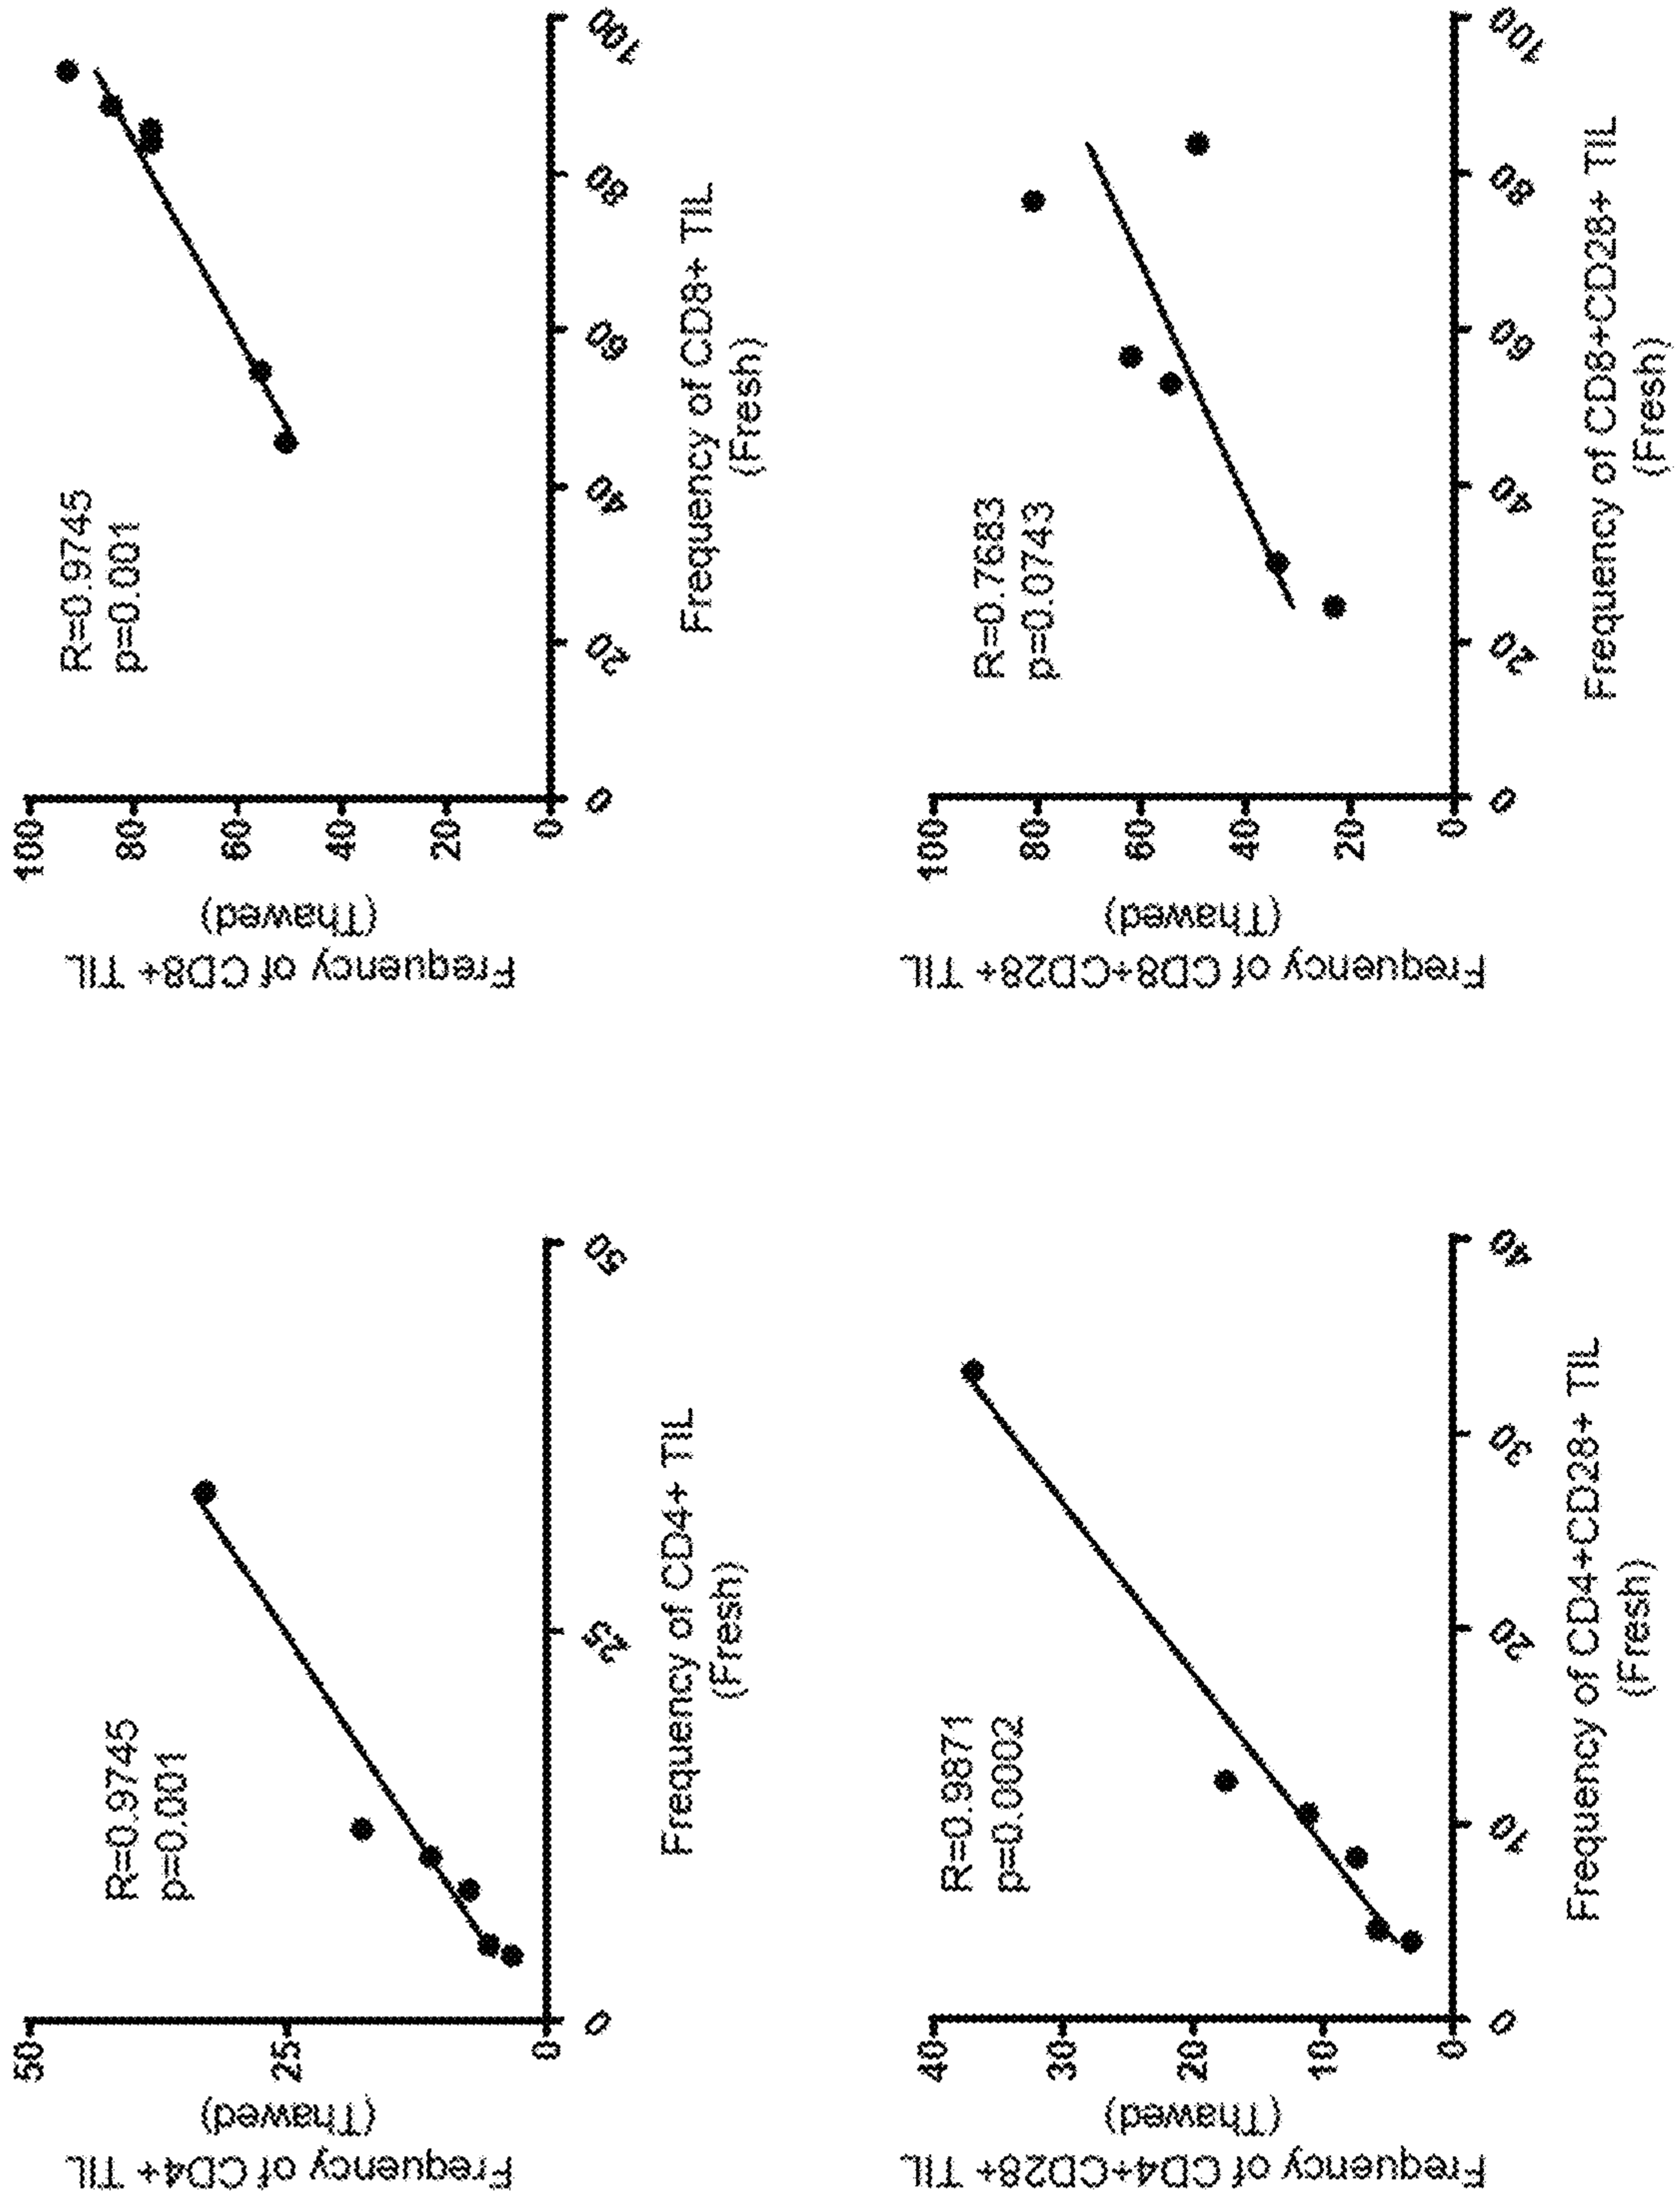 Frequency of CD4+ TIL
(Thawed)
50
25
0
R=0.9745
p=0.001
0
25
50
Frequency of CD4+ TIL
(Fresh)
Frequency of CD8+ TIL
(Thawed)
100
80
60
40
20
0
R=0.9745
p=0.001
0
20
40
60
80
100
Frequency of CD8+ TIL
(Fresh)
Frequency of CD4+CD28+ TIL
(Thawed)
40
30
20
10
0
R=0.9871
p=0.0002
0
10
20
30
40
Frequency of CD4+CD28+ TIL
(Fresh)
Frequency of CD8+CD28+ TIL
(Thawed)
100
80
60
40
20
0
R=0.7683
p=0.0743
0
20
40
60
80
100
Frequency of CD8+CD28+ TIL
(Fresh)